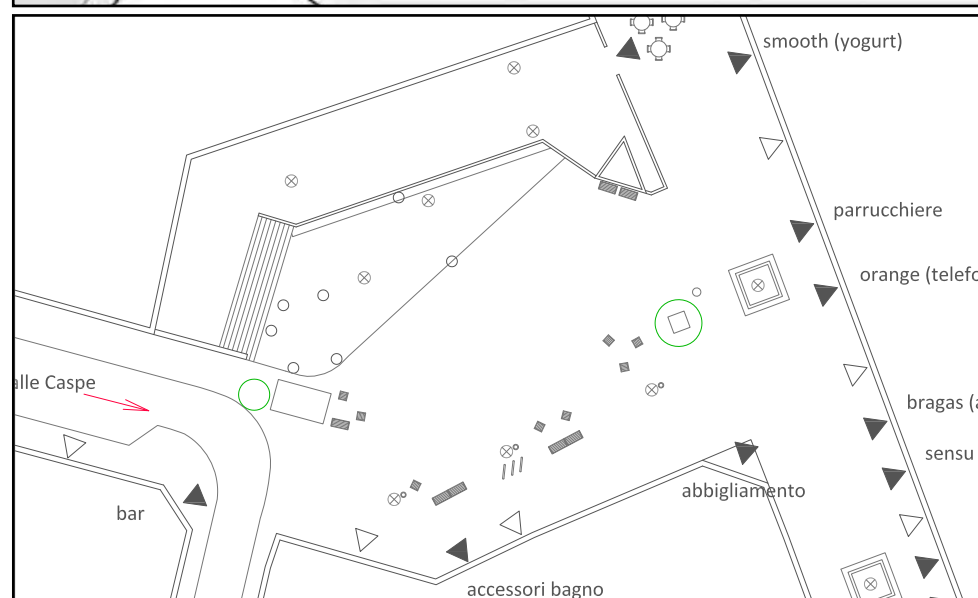 smooth (yogurt)
parrucchiere
orange (telefo
alle Caspe
bragas (a
sensu
abbigliamento
bar
accessori bagno